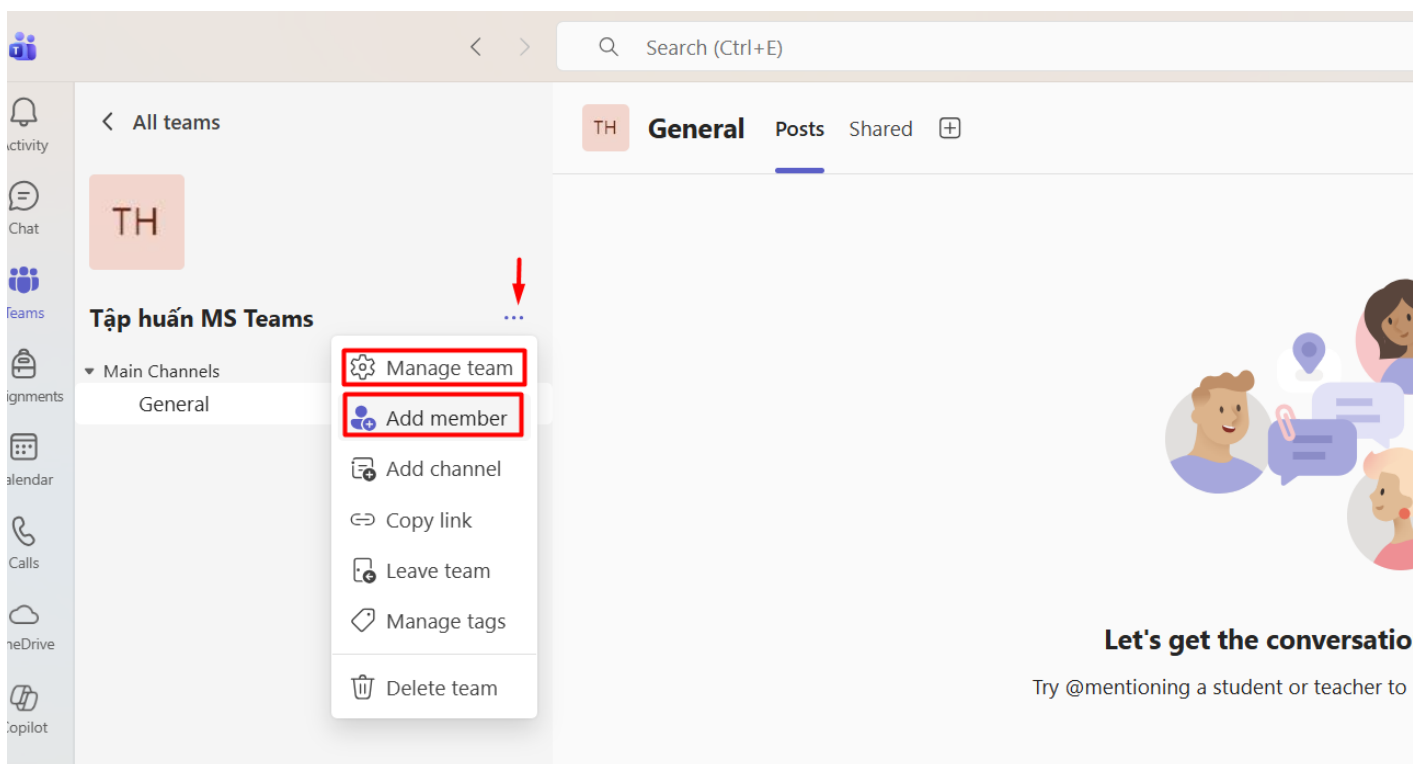 Search (Ctrl+E)
Activity
All teams
TH
General
Posts
Shared
Chat
TH
Teams
Tập huấn MS Teams
Main Channels
General
Manage team
Add member
Add channel
Copy link
Leave team
Manage tags
Delete team
ignments
alendar
Calls
neDrive
opilot
Let's get the conversatio
Try @mentioning a student or teacher to